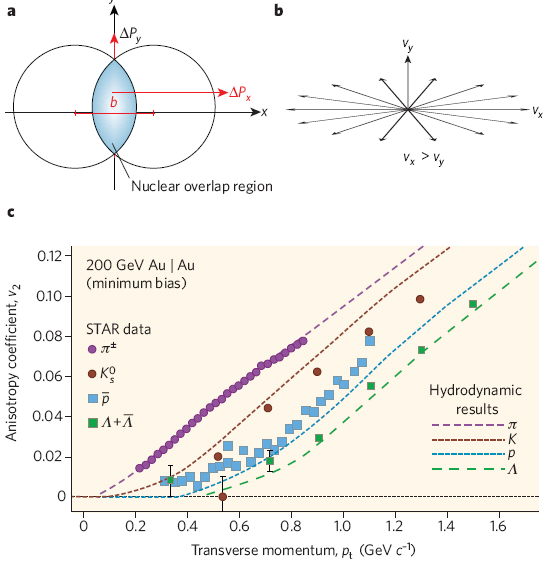 a
b
y
ΔPy
ΔPx
b
x
Nuclear overlap region
vy
vx
vx > vy
c
0.12
0.10
0.08
0.06
0.04
0.02
0
Anisotropy coefficient, v2
200 GeV Au | Au
(minimum bias)
STAR data
π±
K0s
p̅
Λ + Λ̅
Hydrodynamic
results
π
K
p
Λ
0 0.2 0.4 0.6 0.8 1.0 1.2 1.4 1.6
Transverse momentum, pt (GeV c−1)